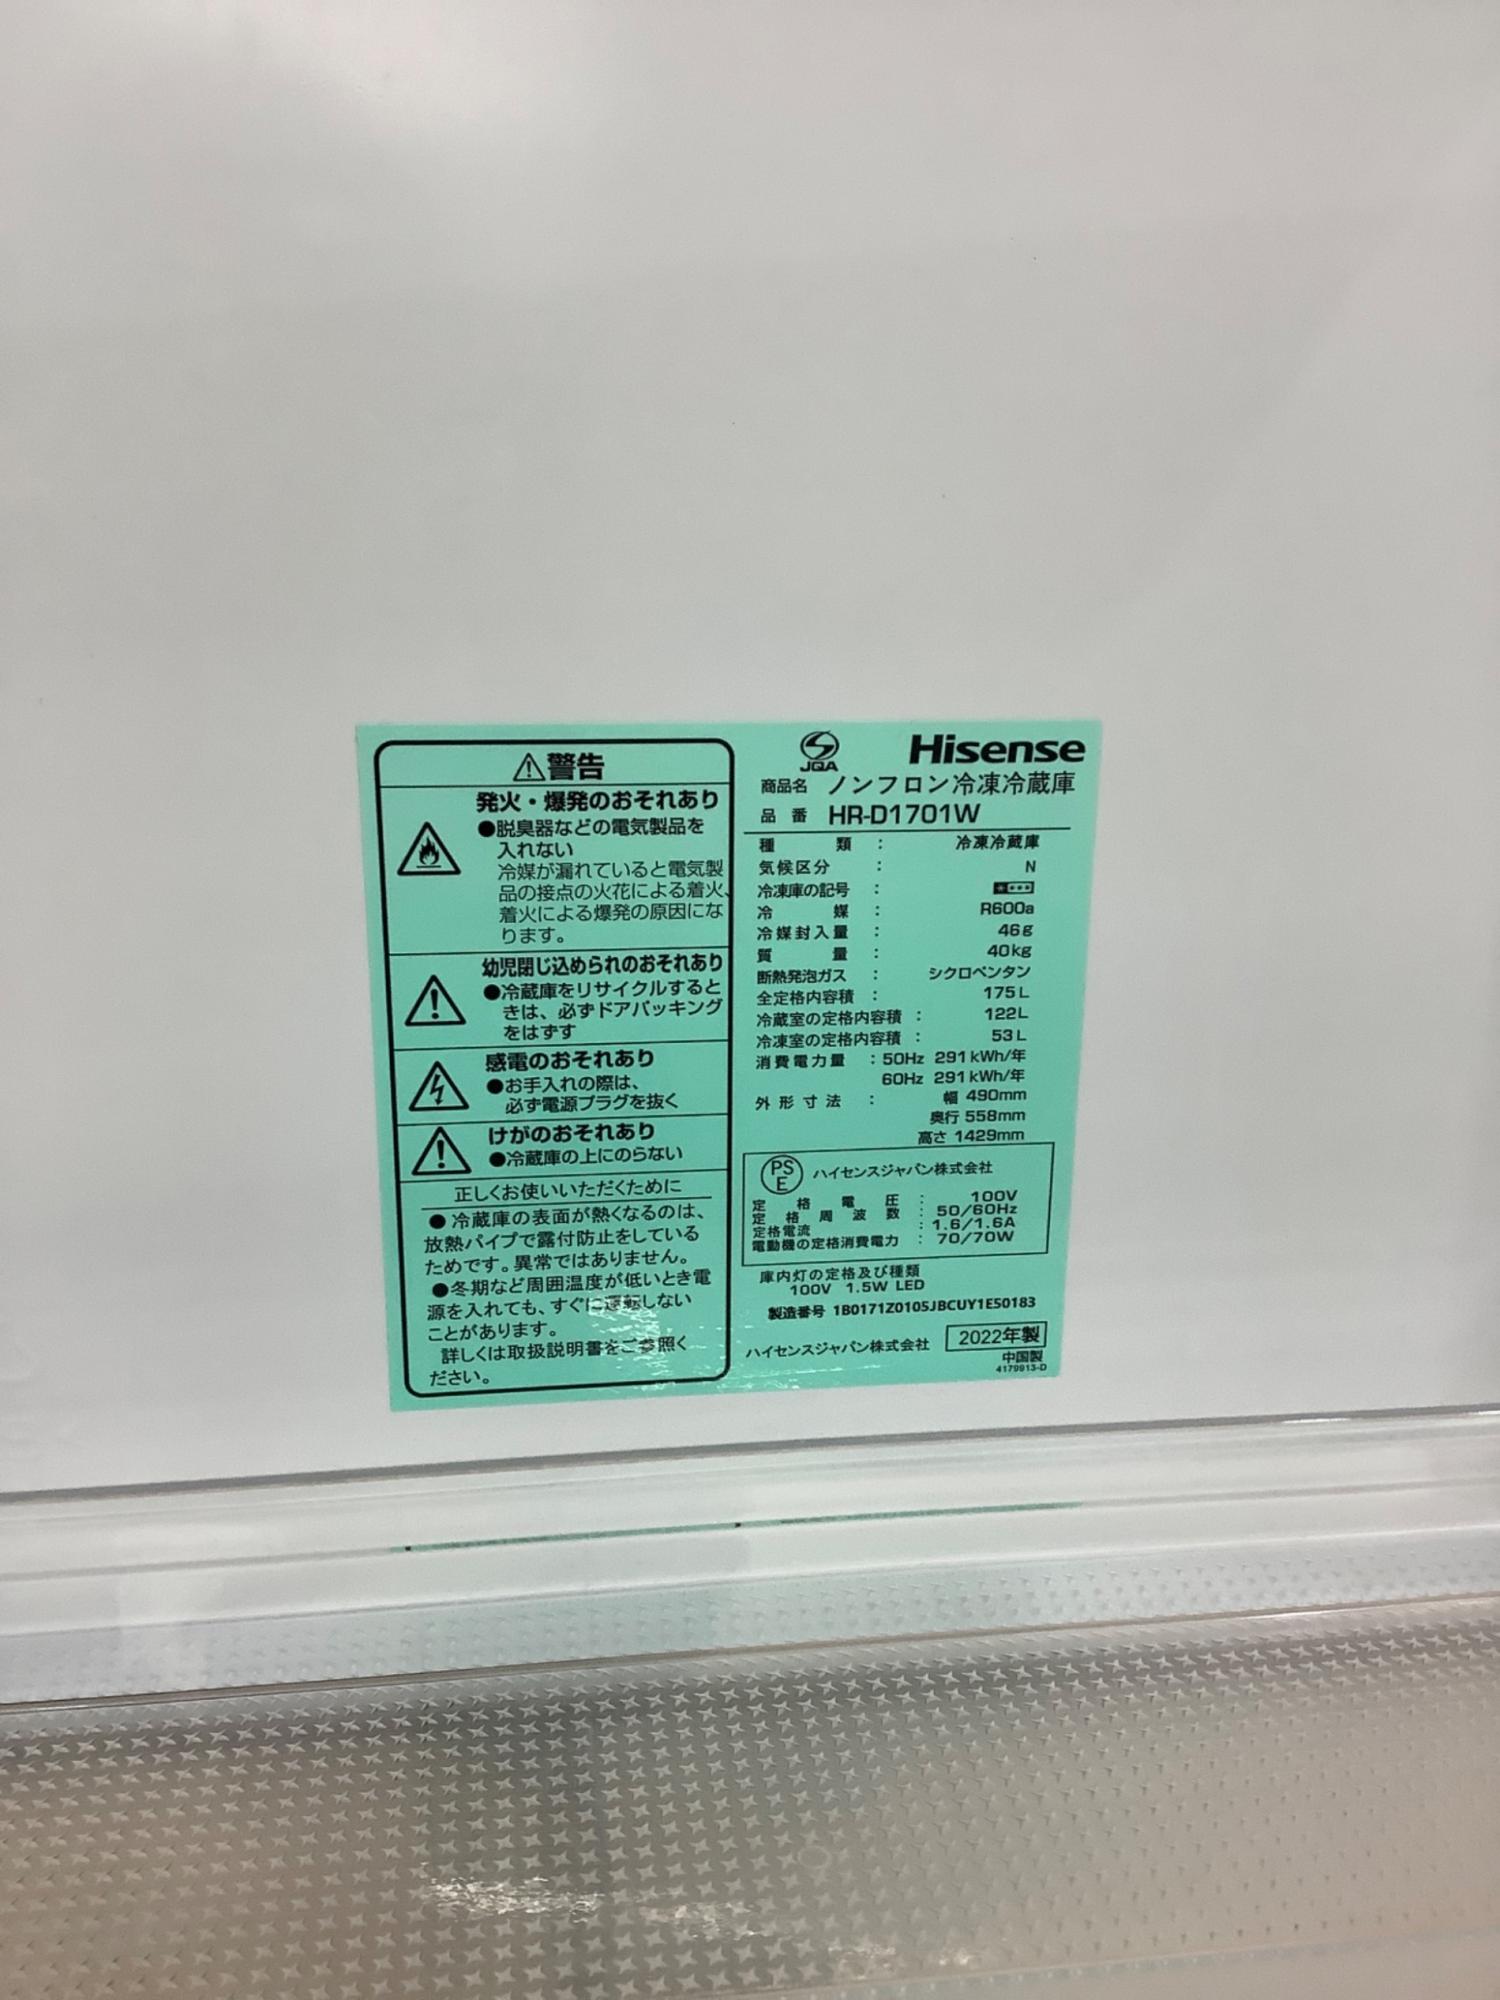 ⚠警告
発火・爆発のおそれあり
●脱臭器などの電気製品を
入れない
冷媒が漏れていると電気製
品の接点の火花による着火、
着火による爆発の原因にな
ります。
幼児閉じ込められのおそれあり
●冷蔵庫をリサイクルすると
きは、必ずドアパッキング
をはずす
感電のおそれあり
●お手入れの際は、
必ず電源プラグを抜く
けがのおそれあり
●冷蔵庫の上にのらない
正しくお使いいただくために
●冷蔵庫の表面が熱くなるのは、
放熱パイプで露付防止をしている
ためです。異常ではありません。
●冬期など周囲温度が低いとき電
源を入れても、すぐに運転しない
ことがあります。
詳しくは取扱説明書をご参照く
ださい。
JQA Hisense
商品名 ノンフロン冷凍冷蔵庫
品番 HR-D1701W
種類 : 冷凍冷蔵庫
気候区分 : N
冷凍庫の記号 :
冷媒 : R600a
冷媒封入量 : 46g
質量 : 40kg
断熱発泡ガス : シクロペンタン
全定格内容積 : 175L
冷蔵室の定格内容積 : 122L
冷凍室の定格内容積 : 53L
消費電力量 : 50Hz 291kWh/年
60Hz 291kWh/年
外形寸法 : 幅 490mm
奥行 558mm
高さ 1429mm
PSE ハイセンスジャパン株式会社
定格電圧 : 100V
定格周波数 : 50/60Hz
定格電流 : 1.6/1.6A
電動機の定格消費電力 : 70/70W
庫内灯の定格及び種類
100V 1.5W LED
製造番号 1B0171Z0105JBCUY1E50183
ハイセンスジャパン株式会社 2022年製
中国製
4179913-D